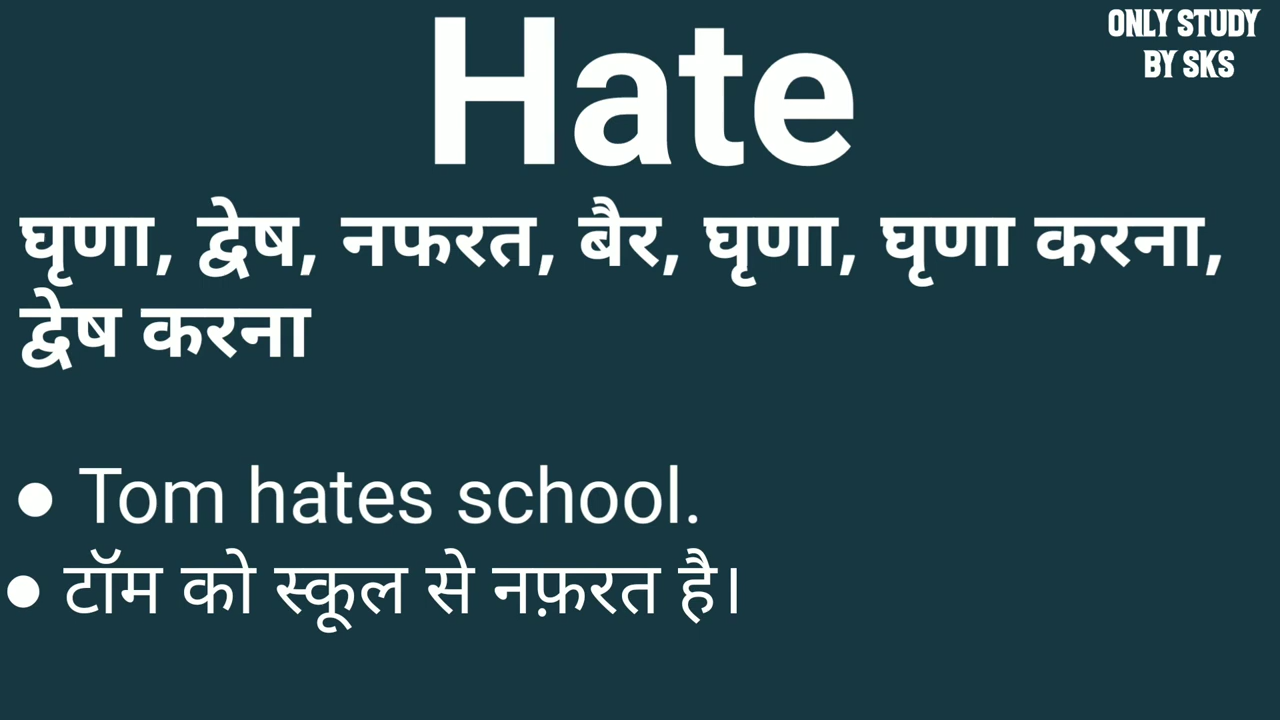 Hate
ONLY STUDY
BY SKS
घृणा, द्वेष, नफरत, बैर, घृणा, घृणा करना,
द्वेष करना
● Tom hates school.
● टॉम को स्कूल से नफ़रत है।